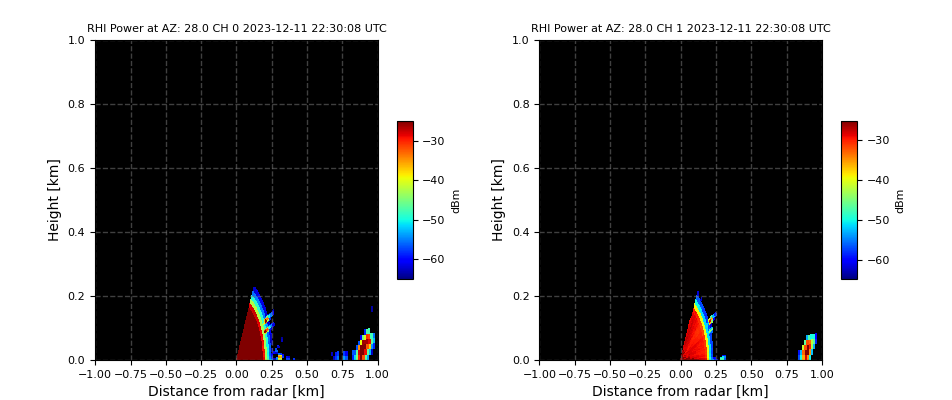 RHI Power at AZ: 28.0 CH 0 2023-12-11 22:30:08 UTC
1.0
0.8
0.6
0.4
0.2
0.0
Height [km]
−1.00 −0.75 −0.50 −0.25 0.00 0.25 0.50 0.75 1.00
Distance from radar [km]
−30
−40
−50
−60
dBm
RHI Power at AZ: 28.0 CH 1 2023-12-11 22:30:08 UTC
1.0
0.8
0.6
0.4
0.2
0.0
Height [km]
−1.00 −0.75 −0.50 −0.25 0.00 0.25 0.50 0.75 1.00
Distance from radar [km]
−30
−40
−50
−60
dBm